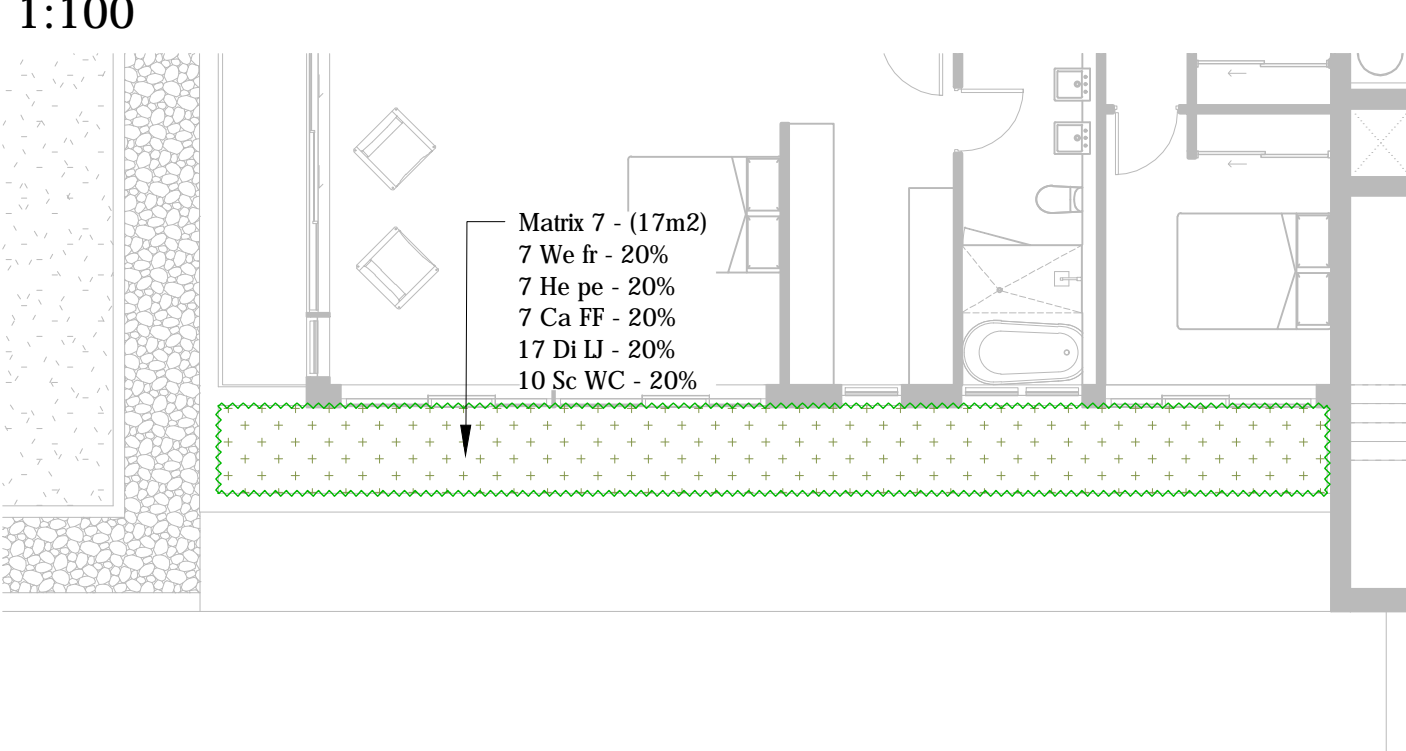 1:100
Matrix 7 - (17m2)
7 We fr - 20%
7 He pe - 20%
7 Ca FF - 20%
17 Di LJ - 20%
10 Sc WC - 20%